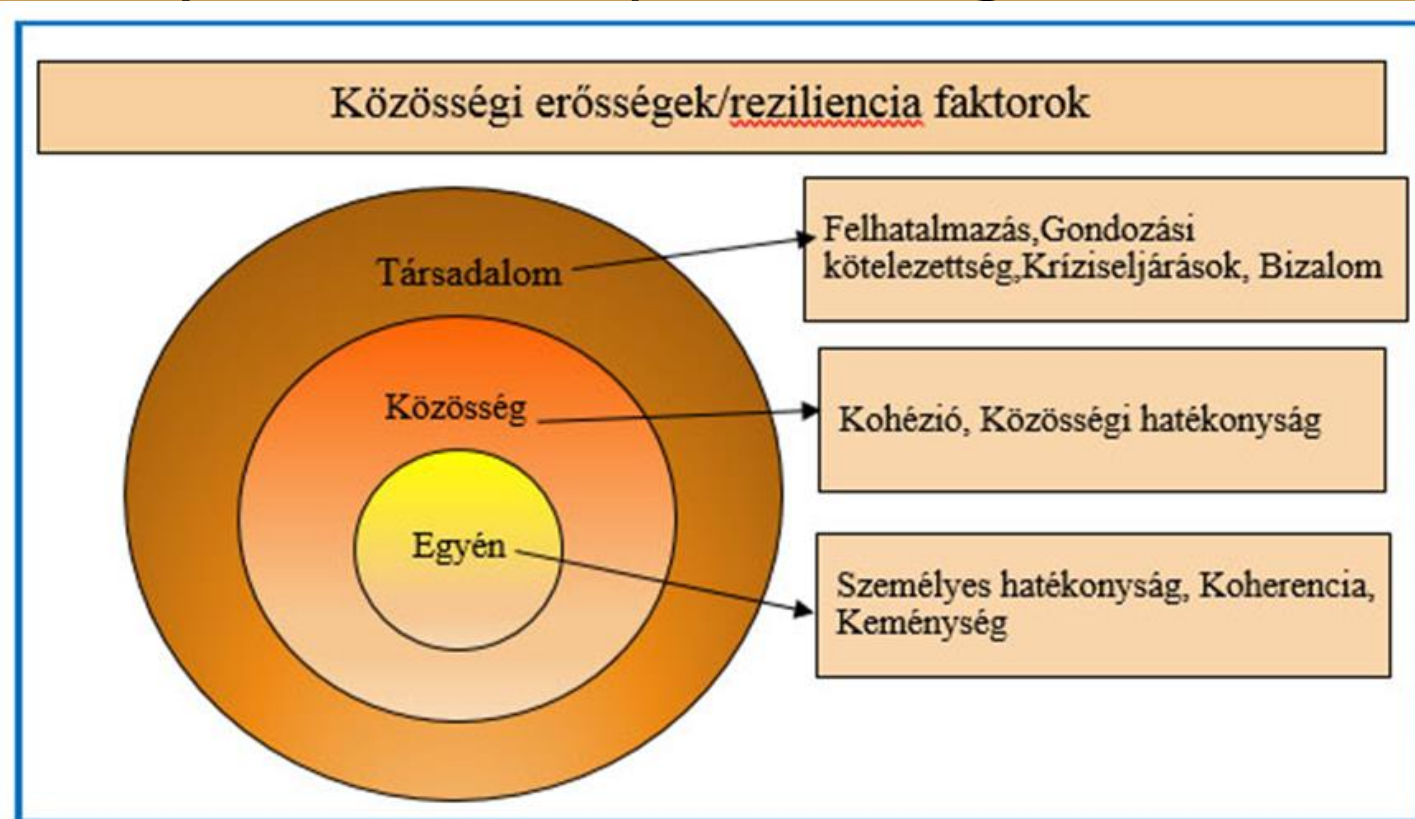 Közösségi erősségek/reziliencia faktorok
Társadalom
Felhatalmazás,Gondozási
kötelezettség,Kríziseljárások, Bizalom
Közösség
Kohézió, Közösségi hatékonyság
Egyén
Személyes hatékonyság, Koherencia,
Keménység